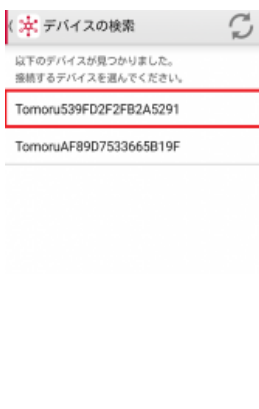 デバイスの検索
以下のデバイスが見つかりました。
接続するデバイスを選んでください。
Tomoru539FD2F2FB2A5291
TomoruAF89D7533665B19F